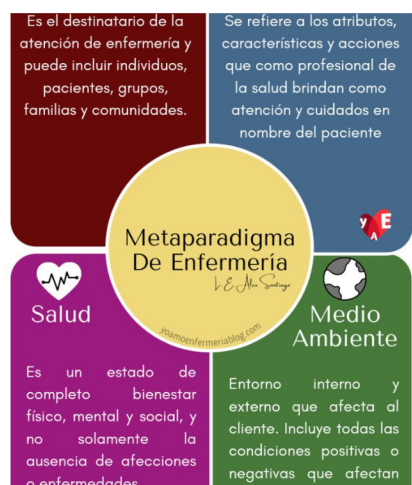 Es el destinatario de la
atención de enfermería y
puede incluir individuos,
pacientes, grupos,
familias y comunidades.
Se refiere a los atributos,
características y acciones
que como profesional de
la salud brindan como
atención y cuidados en
nombre del paciente
y E
A
Metaparadigma
De Enfermería
L.E. Alex Santiago
yoamoenfermeriablog.com
Salud
Es un estado de
completo bienestar
físico, mental y social, y
no solamente la
ausencia de afecciones
o enfermedades
Medio
Ambiente
Entorno interno y
externo que afecta al
cliente. Incluye todas las
condiciones positivas o
negativas que afectan